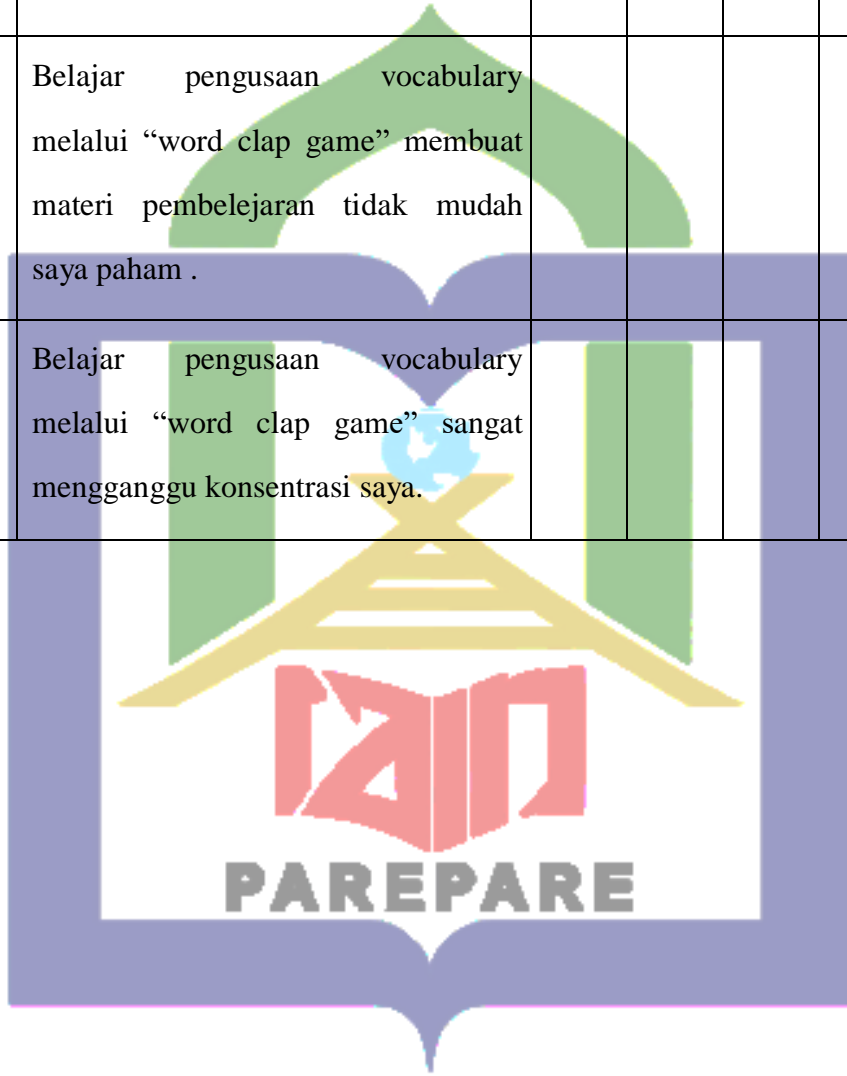 Belajar pengusaan vocabulary
melalui “word clap game” membuat
materi pembelejaran tidak mudah
saya paham .
Belajar pengusaan vocabulary
melalui “word clap game” sangat
mengganggu konsentrasi saya.
iain
PAREPARE